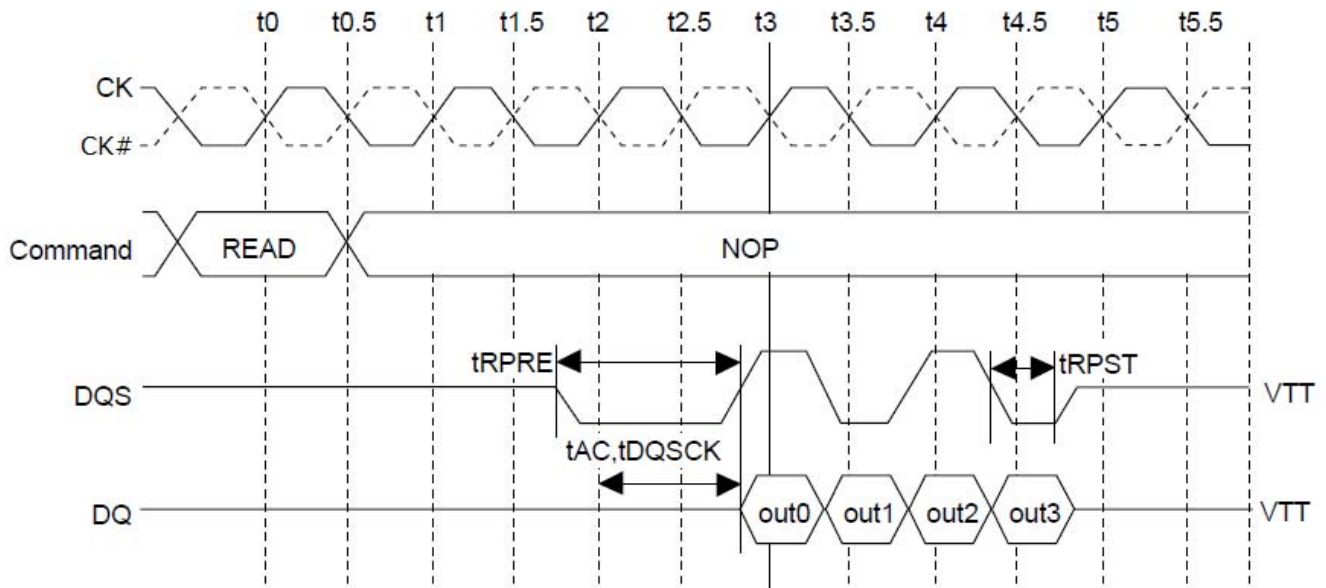 t0 t0.5 t1 t1.5 t2 t2.5 t3 t3.5 t4 t4.5 t5 t5.5
CK
CK#
Command READ NOP
tRPRE tRPST
DQS VTT
tAC,tDQSCK
DQ out0 out1 out2 out3 VTT